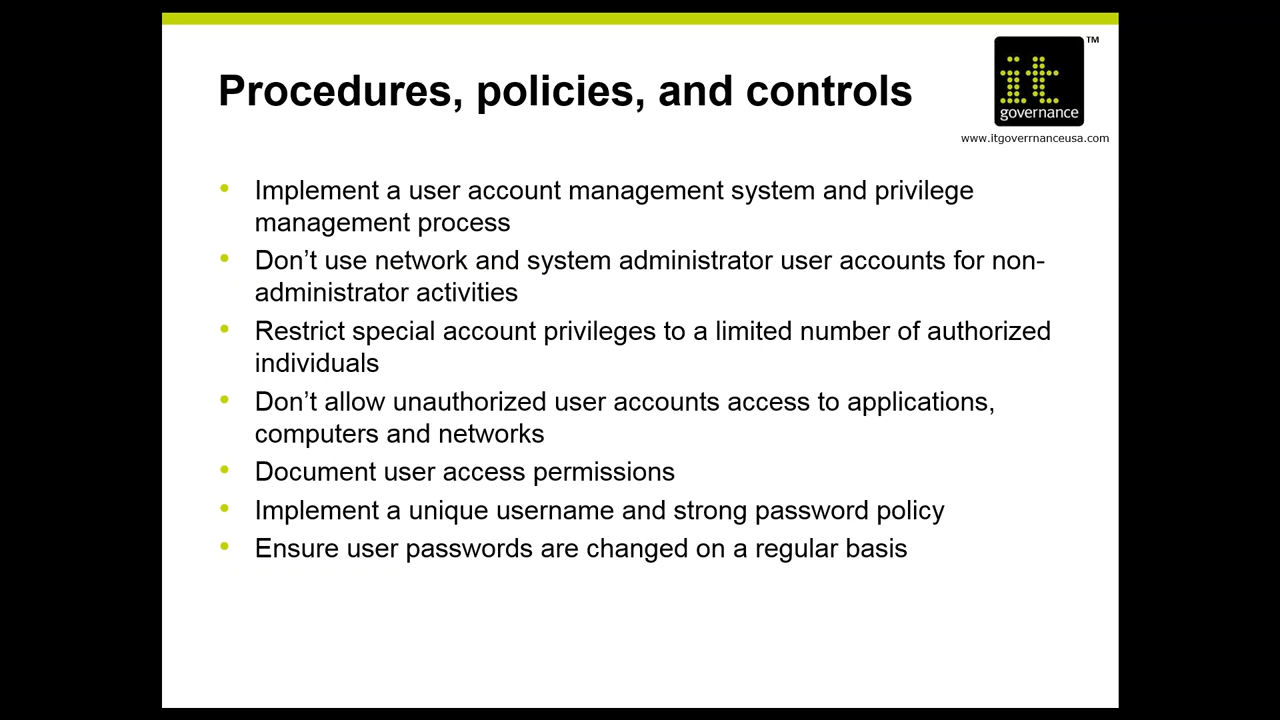 Procedures, policies, and controls
it
governance
TM
www.itgoverrnanceusa.com
• Implement a user account management system and privilege
management process
• Don’t use network and system administrator user accounts for non-
administrator activities
• Restrict special account privileges to a limited number of authorized
individuals
• Don’t allow unauthorized user accounts access to applications,
computers and networks
• Document user access permissions
• Implement a unique username and strong password policy
• Ensure user passwords are changed on a regular basis